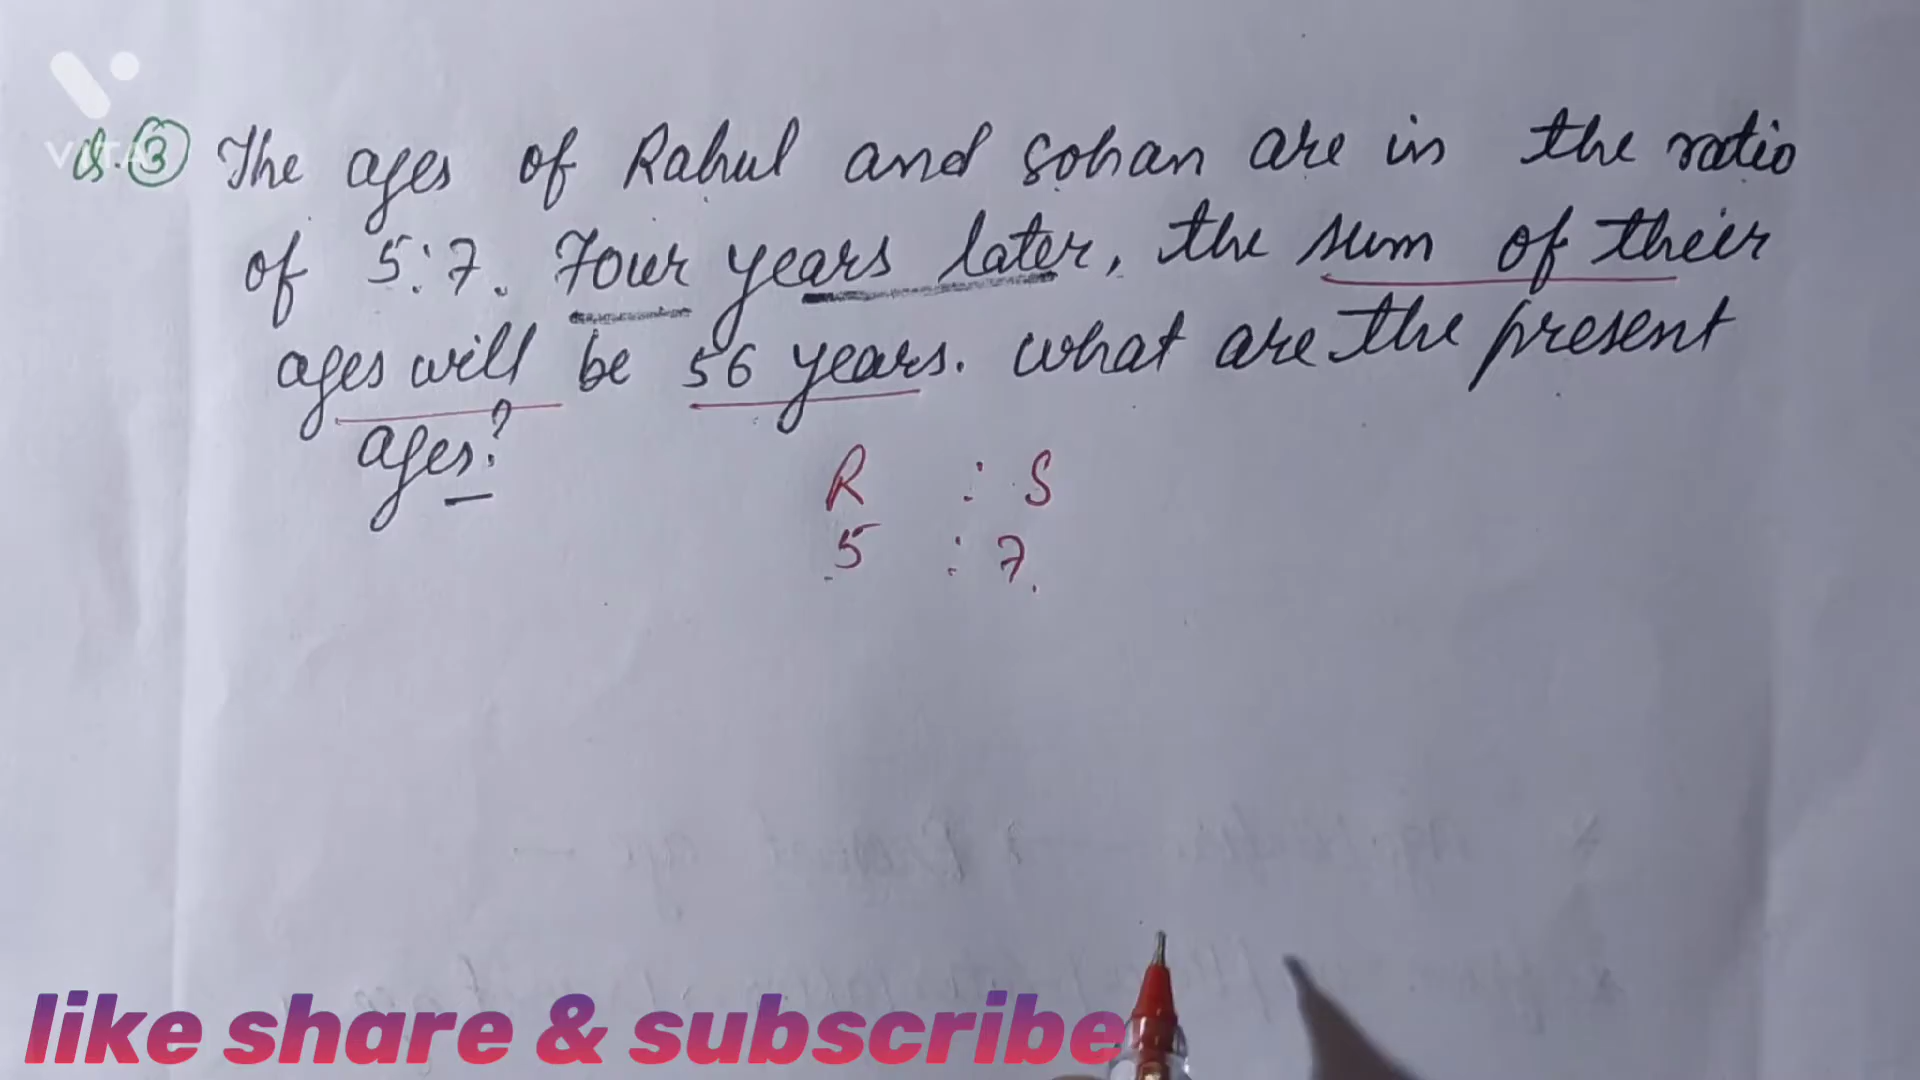 VITA
Q.③ The ages of Rahul and Sohan are in the ratio
of 5:7. Four years later, the sum of their
ages will be 56 years. What are the present
ages?
R : S
5 : 7
like share & subscribe